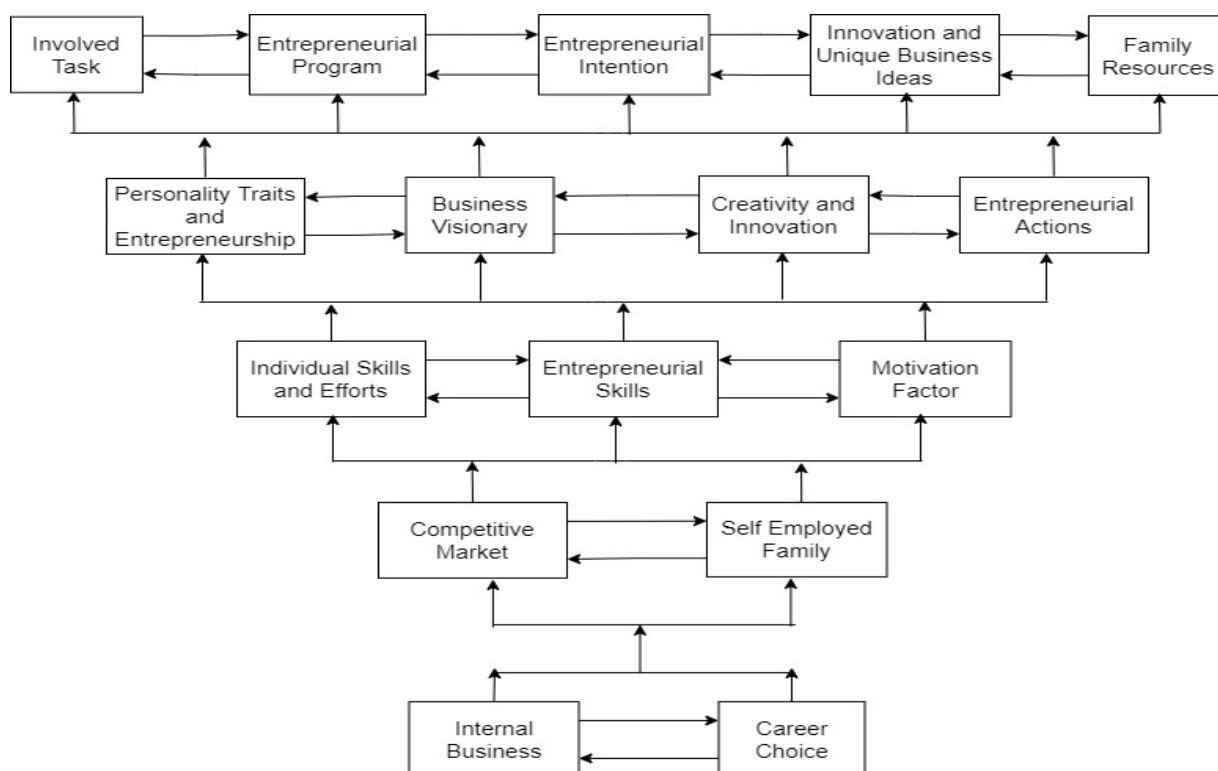 Involved
Task
Entrepreneurial
Program
Entrepreneurial
Intention
Innovation and
Unique Business
Ideas
Family
Resources
Personality Traits
and
Entrepreneurship
Business
Visionary
Creativity and
Innovation
Entrepreneurial
Actions
Individual Skills
and Efforts
Entrepreneurial
Skills
Motivation
Factor
Competitive
Market
Self Employed
Family
Internal
Business
Career
Choice